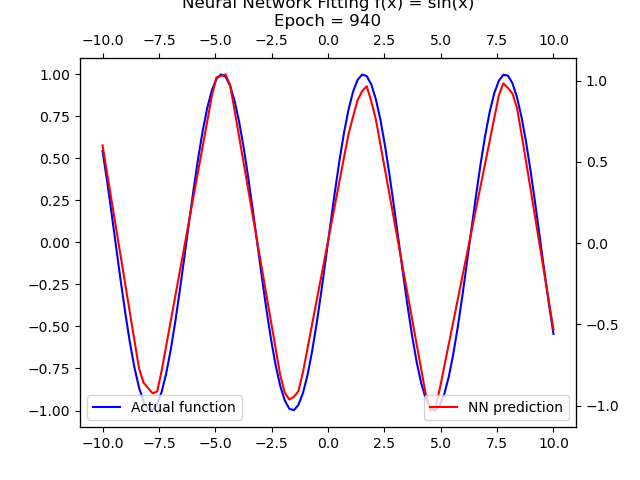 Neural Network Fitting f(x) = sin(x)
Epoch = 940
−10.0 −7.5 −5.0 −2.5 0.0 2.5 5.0 7.5 10.0
1.00
0.75
0.50
0.25
0.00
−0.25
−0.50
−0.75
−1.00
1.0
0.5
0.0
−0.5
−1.0
Actual function
NN prediction
−10.0 −7.5 −5.0 −2.5 0.0 2.5 5.0 7.5 10.0